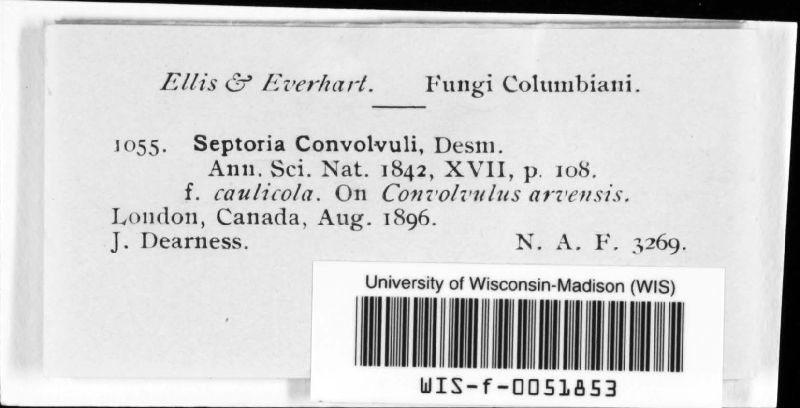 Ellis & Everhart. Fungi Columbiani.
1055. Septoria Convolvuli, Desm.
Ann. Sci. Nat. 1842, XVII, p. 108.
f. caulicola. On Convolvulus arvensis.
London, Canada, Aug. 1896.
J. Dearness. N. A. F. 3269.
University of Wisconsin-Madison (WIS)
WIS-f-0051853